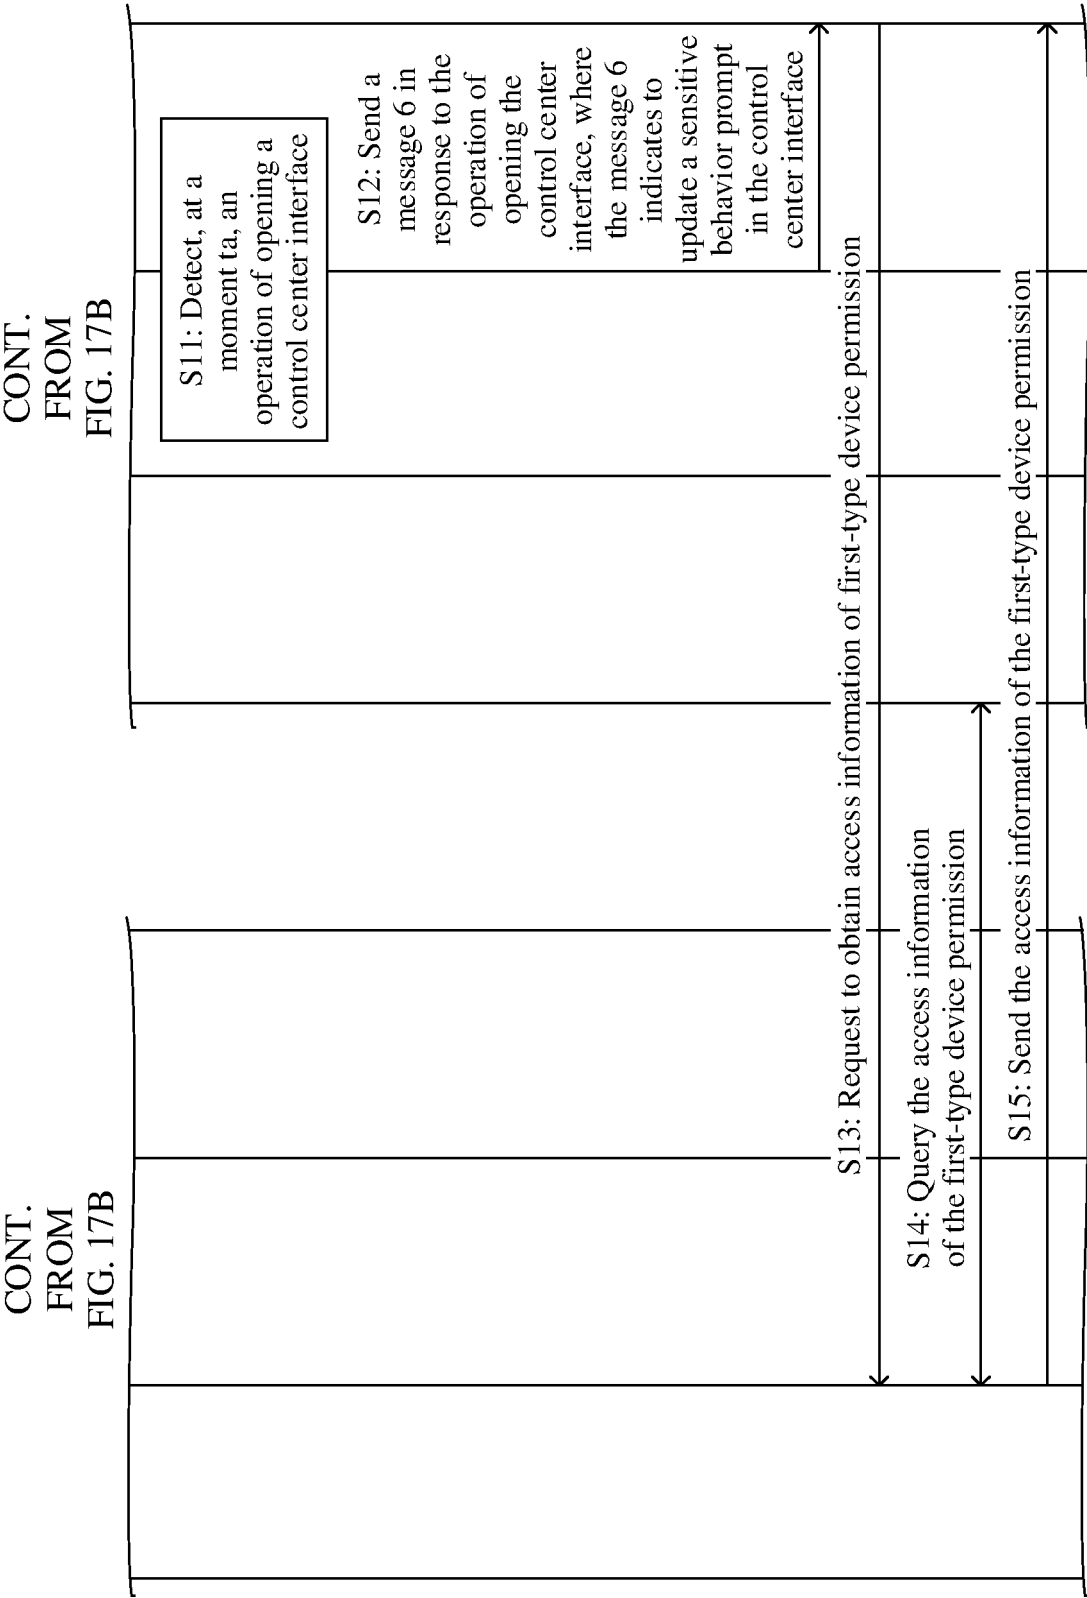 CONT.
FROM
FIG. 17B
CONT.
FROM
FIG. 17B
S11: Detect, at a
moment ta, an
operation of opening a
control center interface
S12: Send a
message 6 in
response to the
operation of
opening the
control center
interface, where
the message 6
indicates to
update a sensitive
behavior prompt
in the control
center interface
S13: Request to obtain access information of first-type device permission
S14: Query the access information
of the first-type device permission
S15: Send the access information of the first-type device permission